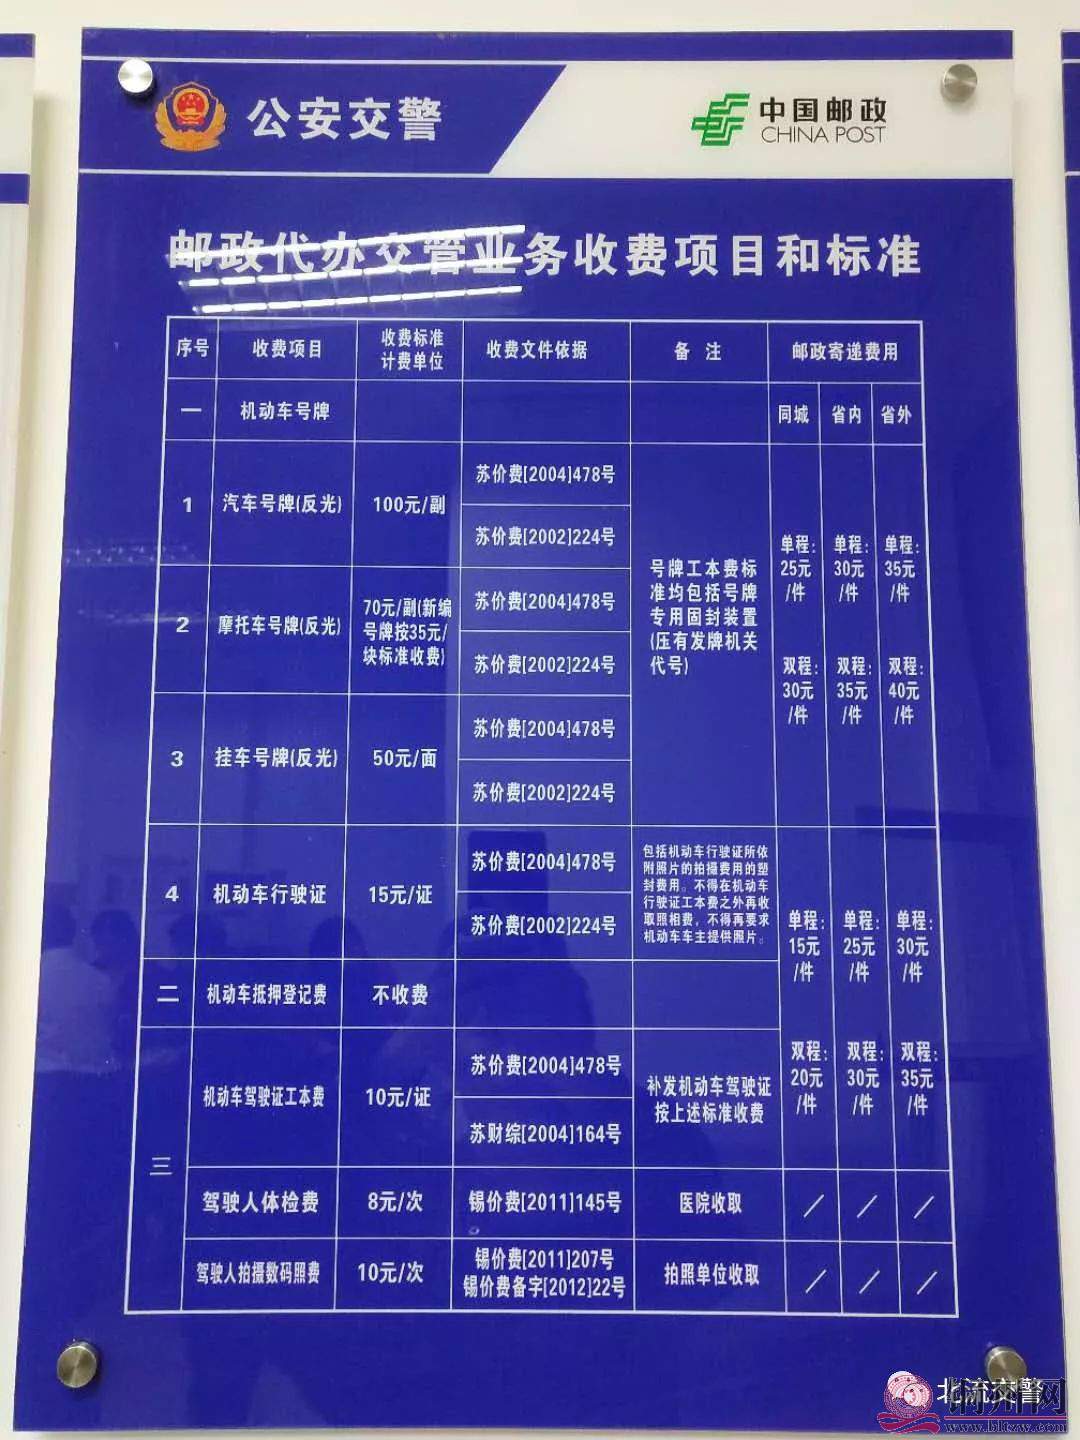 公安交警
中国邮政
CHINA POST
邮政代办交管业务收费项目和标准
序号 收费项目 收费标准 计费单位 收费文件依据 备 注 邮政寄递费用
一 机动车号牌 同城 省内 省外
1 汽车号牌(反光) 100元/副 苏价费[2004]478号
苏价费[2002]224号
2 摩托车号牌(反光) 70元/副(新编
号牌按35元/
块标准收费)
苏价费[2004]478号
苏价费[2002]224号
3 挂车号牌(反光) 50元/面 苏价费[2004]478号
苏价费[2002]224号
号牌工本费标
准均包括号牌
专用固封装置
(压有发牌机关
代号)
单程: 单程: 单程:
25元 30元 35元
/件 /件 /件
双程: 双程: 双程:
30元 35元 40元
/件 /件 /件
4 机动车行驶证 15元/证 苏价费[2004]478号
苏价费[2002]224号
包括机动车行驶证所依
附照片的拍摄费用的塑
封费用。不得在机动车
行驶证工本费之外再收
取照相费，不得再要求
机动车车主提供照片。
二 机动车抵押登记费 不收费
三 机动车驾驶证工本费 10元/证 苏价费[2004]478号
苏财综[2004]164号
补发机动车驾驶证
按上述标准收费
单程: 单程: 单程:
15元 25元 30元
/件 /件 /件
双程: 双程: 双程:
20元 30元 35元
/件 /件 /件
驾驶人体检费 8元/次 锡价费[2011]145号 医院收取 / / /
驾驶人拍摄数码照费 10元/次 锡价费[2011]207号
锡价费备字[2012]22号 拍照单位收取 / / /
北流交警
www.bltzw.com